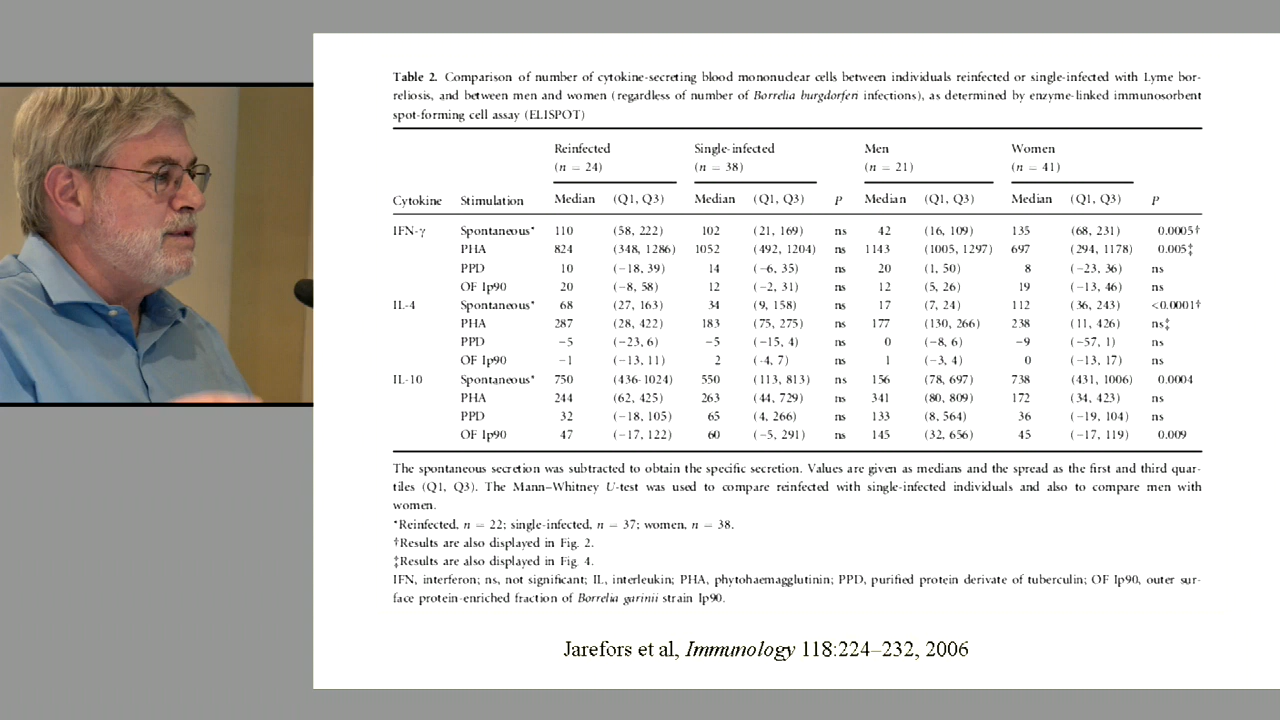 Table 2. Comparison of number of cytokine-secreting blood mononuclear cells between individuals reinfected or single-infected with Lyme bor-
reliosis, and between men and women (regardless of number of Borrelia burgdorferi infections), as determined by enzyme-linked immunosorbent
spot-forming cell assay (ELISPOT)
Reinfected Single-infected Men Women
(n = 24) (n = 38) (n = 21) (n = 41)
Cytokine Stimulation Median (Q1, Q3) Median (Q1, Q3) P Median (Q1, Q3) Median (Q1, Q3) P
IFN-γ Spontaneous* 110 (58, 222) 102 (21, 169) ns 42 (16, 109) 135 (68, 231) 0.0005†
PHA 824 (348, 1286) 1052 (492, 1204) ns 1143 (1005, 1297) 697 (294, 1178) 0.005‡
PPD 10 (−18, 39) 14 (−6, 35) ns 20 (1, 50) 8 (−23, 36) ns
OF Ip90 20 (−8, 58) 12 (−2, 31) ns 12 (5, 26) 19 (−13, 46) ns
IL-4 Spontaneous* 68 (27, 163) 34 (9, 158) ns 17 (7, 24) 112 (36, 243) <0.0001†
PHA 287 (28, 422) 183 (75, 275) ns 177 (130, 266) 238 (11, 426) ns‡
PPD −5 (−23, 6) −5 (−15, 4) ns 0 (−8, 6) −9 (−57, 1) ns
OF Ip90 −1 (−13, 11) 2 (-4, 7) ns 1 (−3, 4) 0 (−13, 17) ns
IL-10 Spontaneous* 750 (436-1024) 550 (113, 813) ns 156 (78, 697) 738 (431, 1006) 0.0004
PHA 244 (62, 425) 263 (44, 729) ns 341 (80, 809) 172 (34, 423) ns
PPD 32 (−18, 105) 65 (4, 266) ns 133 (8, 564) 36 (−19, 104) ns
OF Ip90 47 (−17, 122) 60 (−5, 291) ns 145 (32, 656) 45 (−17, 119) 0.009
The spontaneous secretion was subtracted to obtain the specific secretion. Values are given as medians and the spread as the first and third quar-
tiles (Q1, Q3). The Mann–Whitney U-test was used to compare reinfected with single-infected individuals and also to compare men with
women.
*Reinfected, n = 22; single-infected, n = 37; women, n = 38.
†Results are also displayed in Fig. 2.
‡Results are also displayed in Fig. 4.
IFN, interferon; ns, not significant; IL, interleukin; PHA, phytohaemagglutinin; PPD, purified protein derivate of tuberculin; OF Ip90, outer sur-
face protein-enriched fraction of Borrelia garinii strain Ip90.
Jarefors et al, Immunology 118:224–232, 2006